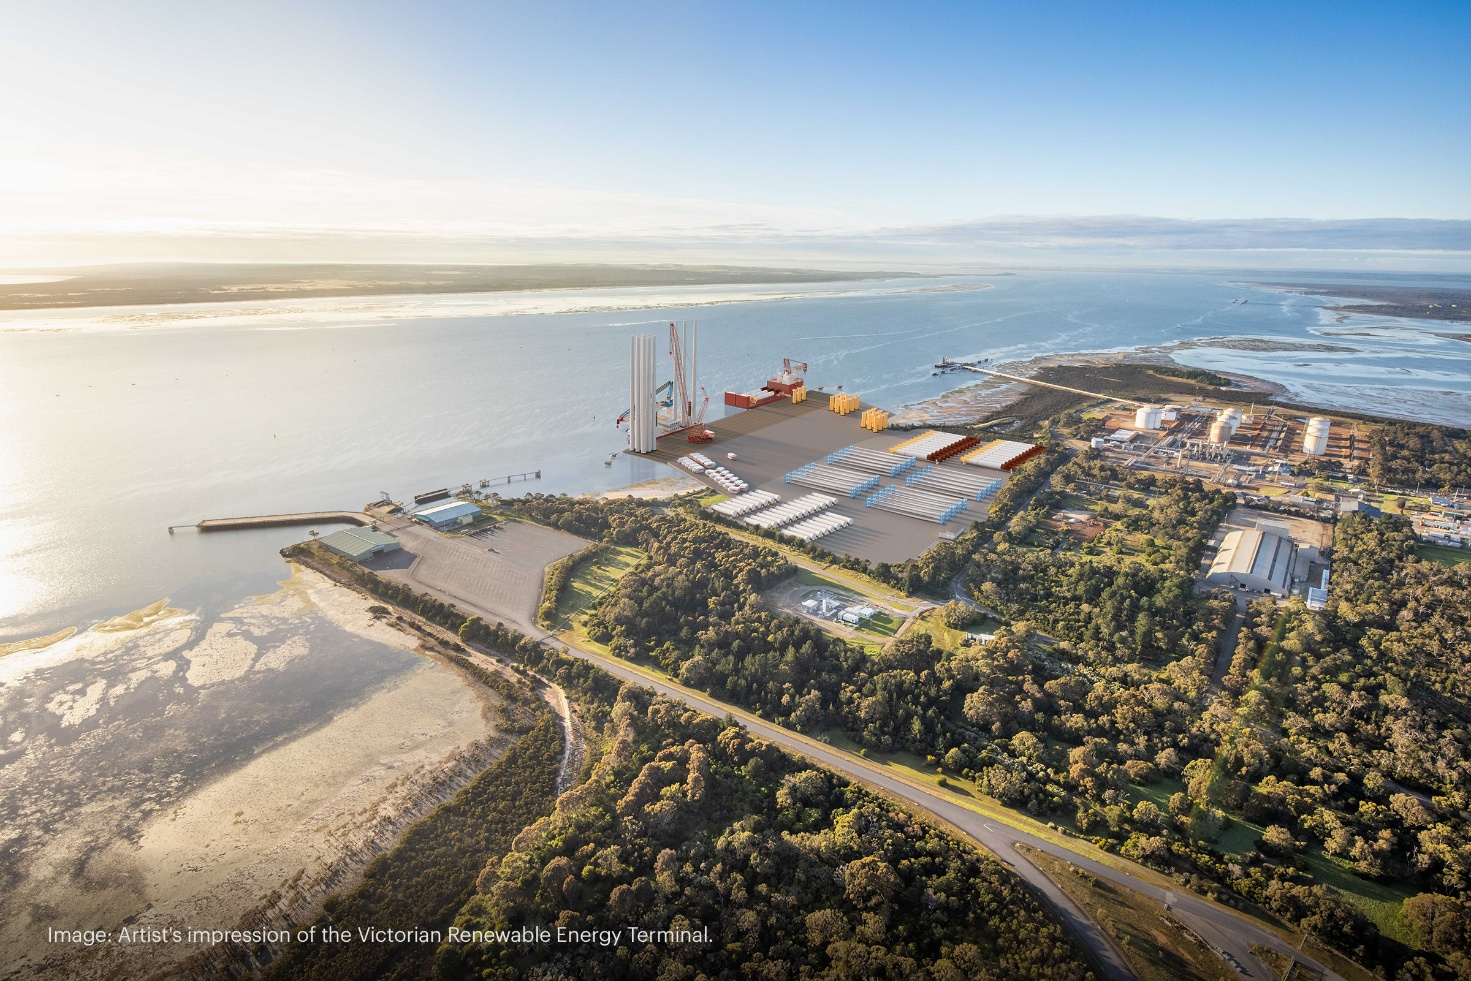 Image: Artist's impression of the Victorian Renewable Energy Terminal.